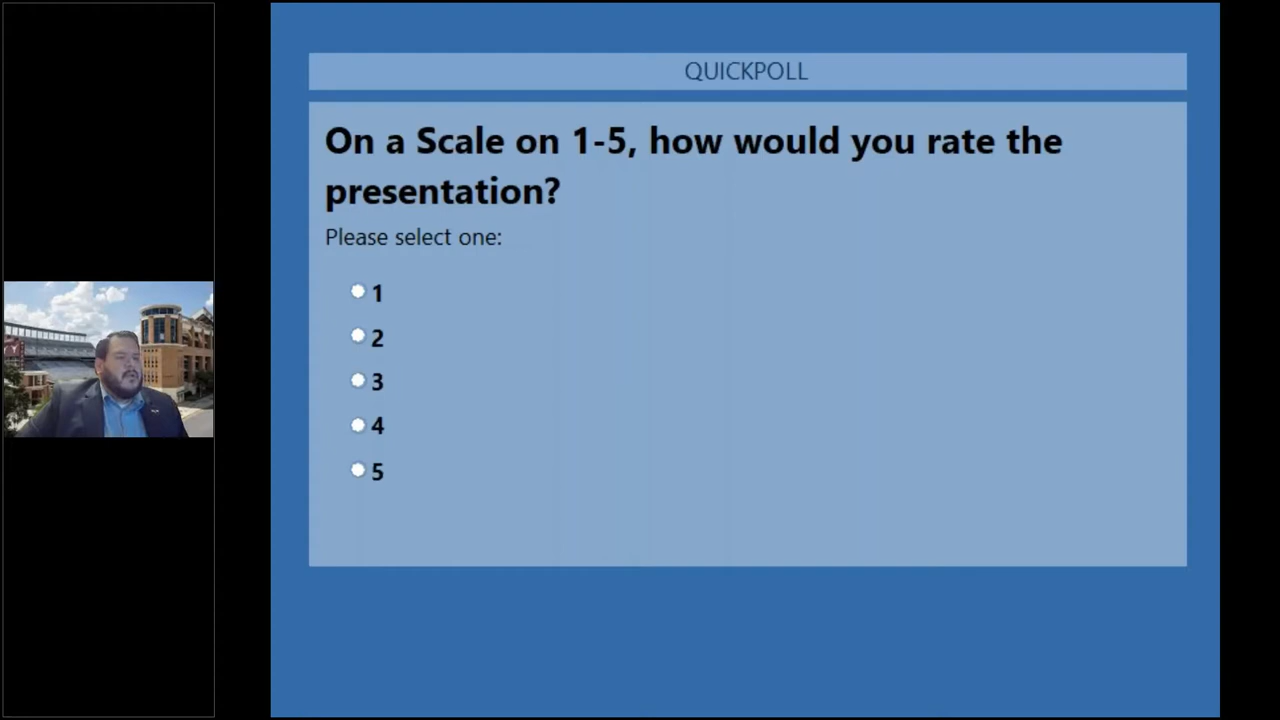 QUICKPOLL
On a Scale on 1-5, how would you rate the
presentation?
Please select one:
1
2
3
4
5